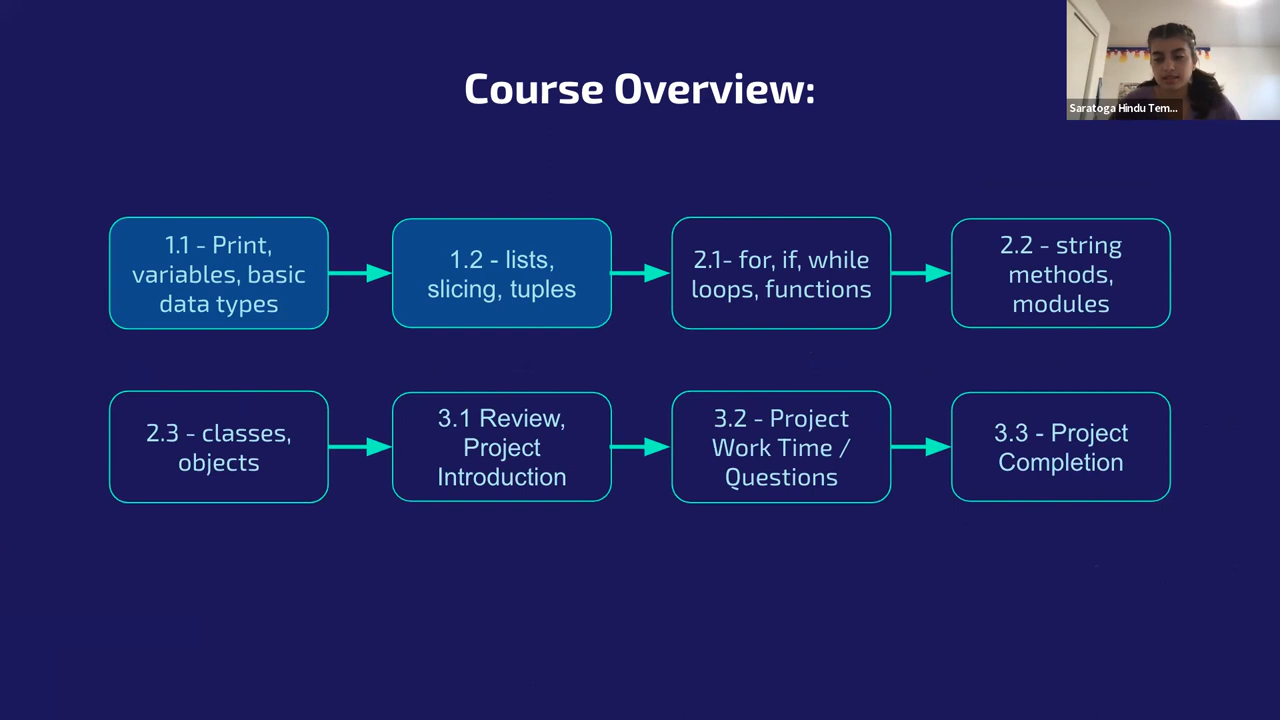 Course Overview:
Saratoga Hindu Tem...
1.1 - Print,
variables, basic
data types
1.2 - lists,
slicing, tuples
2.1- for, if, while
loops, functions
2.2 - string
methods,
modules
2.3 - classes,
objects
3.1 Review,
Project
Introduction
3.2 - Project
Work Time /
Questions
3.3 - Project
Completion